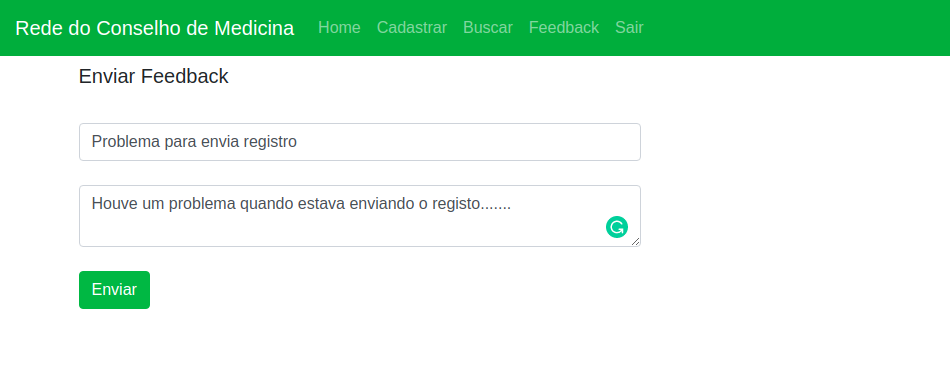 Rede do Conselho de Medicina Home Cadastrar Buscar Feedback Sair
Enviar Feedback
Problema para envia registro
Houve um problema quando estava enviando o registo.......
Enviar